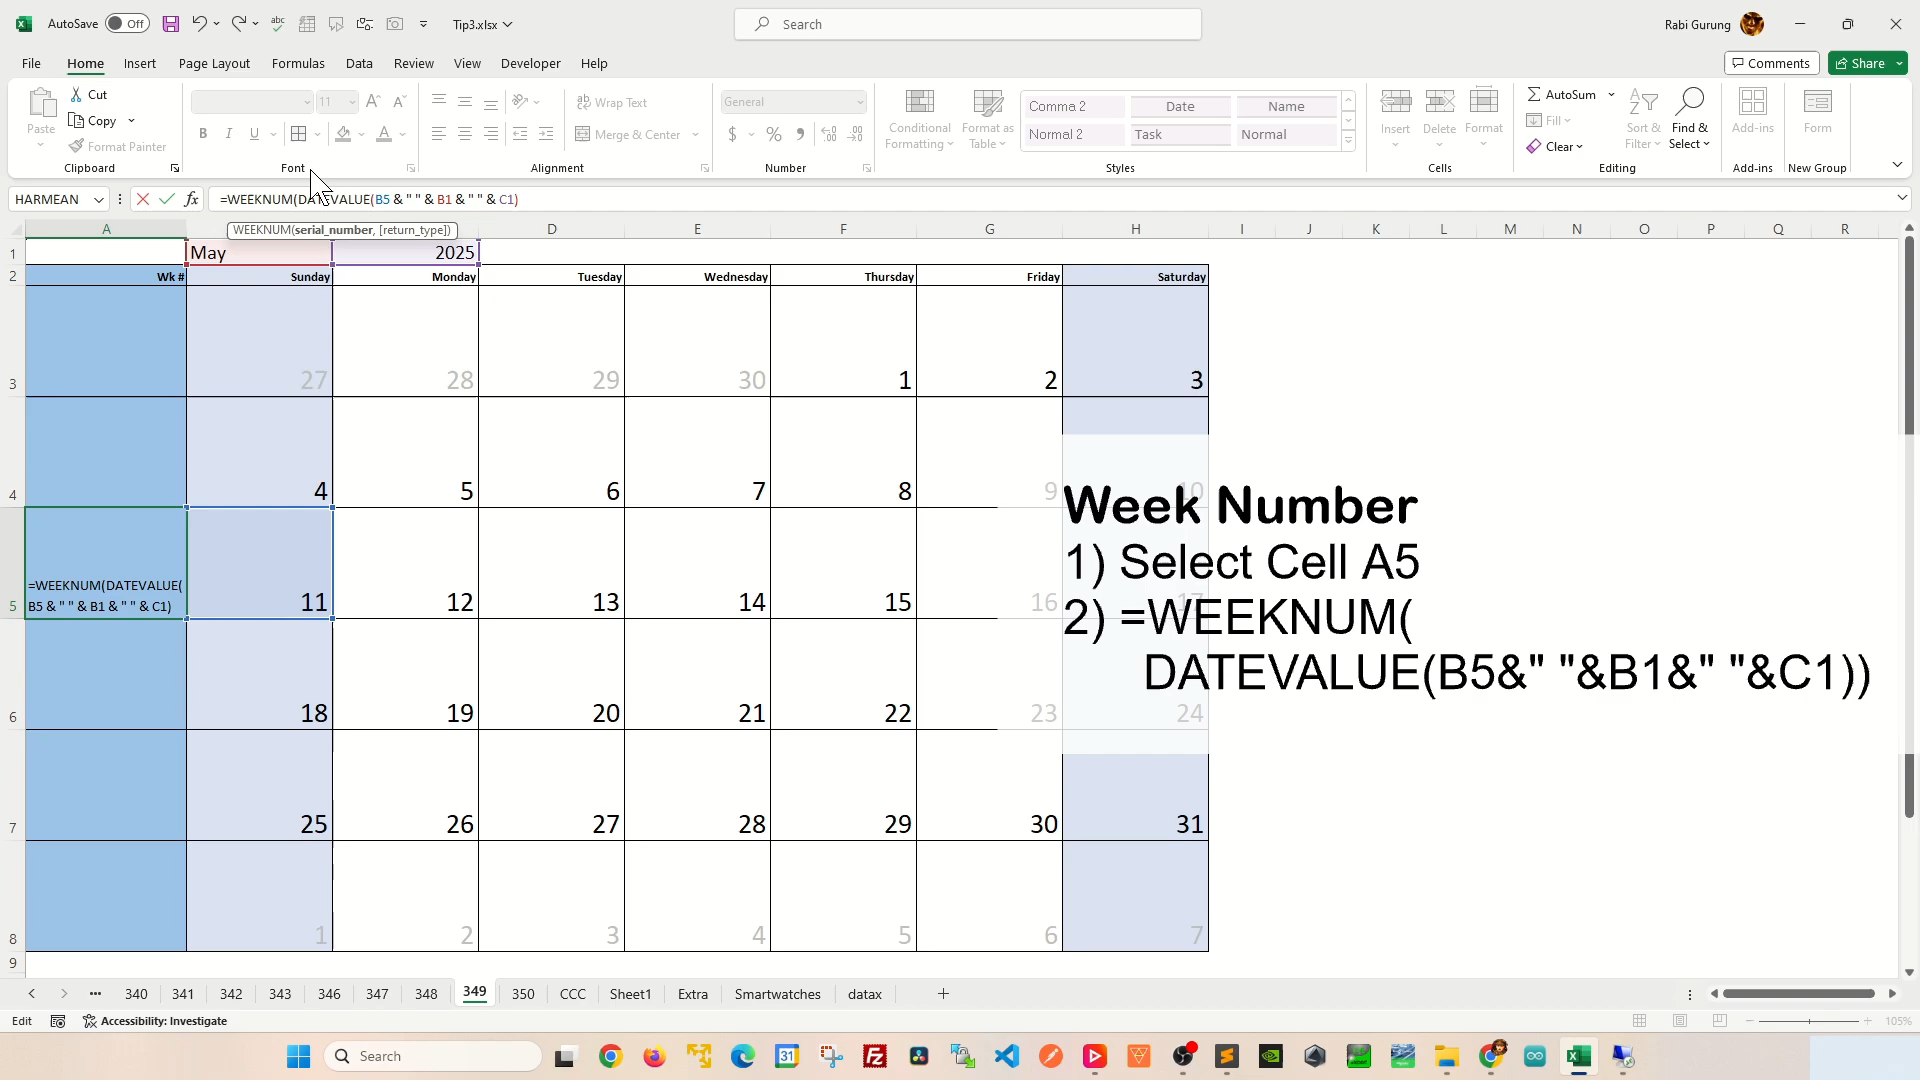 AutoSave Off Tip3.xlsx Search Rabi Gurung
File Home Insert Page Layout Formulas Data Review View Developer Help Comments Share
Paste Cut Copy Format Painter Clipboard
11 B I U A Font
Wrap Text Merge & Center Alignment
General $ % Number
Conditional Formatting Format as Table
Comma 2 Date Name
Normal 2 Task Normal
Styles
Insert Delete Format Cells
AutoSum Fill Clear Sort & Filter Find & Select Editing
Add-ins Add-ins
Form New Group
HARMEAN fx =WEEKNUM(DATEVALUE(B5 & " " & B1 & " " & C1)
WEEKNUM(serial_number, [return_type])
A D E F G H I J K L M N O P Q R
1 May 2025
2 Wk # Sunday Monday Tuesday Wednesday Thursday Friday Saturday
3 27 28 29 30 1 2 3
4 4 5 6 7 8 9 10
5 =WEEKNUM(DATEVALUE(
B5 & " " & B1 & " " & C1) 11 12 13 14 15 16 17
6 18 19 20 21 22 23 24
7 25 26 27 28 29 30 31
8 1 2 3 4 5 6 7
9
Week Number
1) Select Cell A5
2) =WEEKNUM(
DATEVALUE(B5&" "&B1&" "&C1))
340 341 342 343 346 347 348 349 350 CCC Sheet1 Extra Smartwatches datax
Edit Accessibility: Investigate 105%
Search